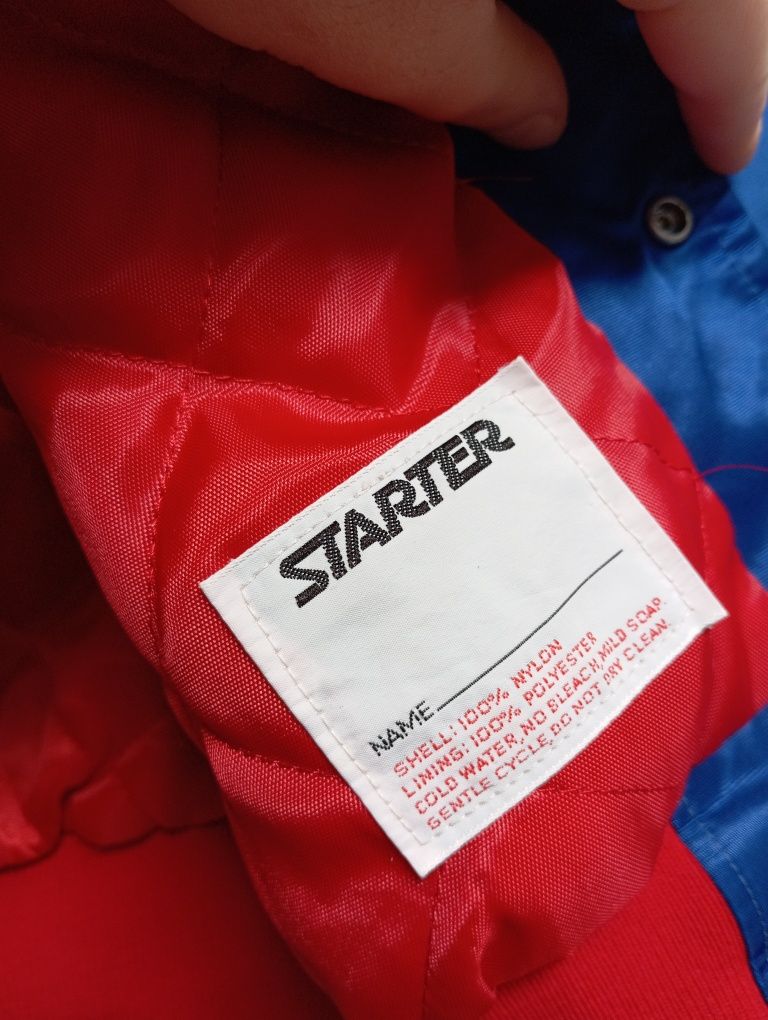 STARTER
NAME
SHELL: 100% NYLON
LINING: 100% POLYESTER
COLD WATER, NO BLEACH, MILD SOAP.
GENTLE CYCLE, DO NOT DRY CLEAN.